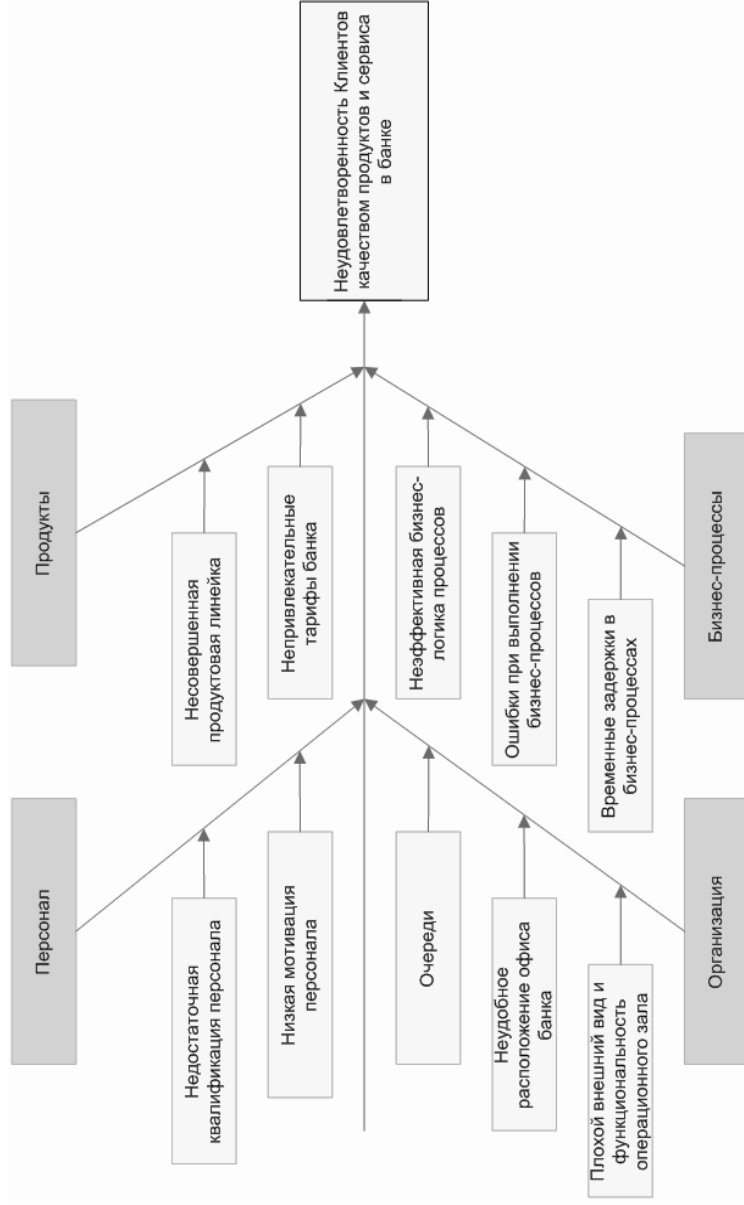 Персонал
Продукты
Недостаточная
квалификация персонала
Низкая мотивация
персонала
Несовершенная
продуктовая линейка
Непривлекательные
тарифы банка
Неудовлетворенность Клиентов
качеством продуктов и сервиса
в банке
Очереди
Неудобное
расположение офиса
банка
Плохой внешний вид и
функциональность
операционного зала
Неэффективная бизнес-
логика процессов
Ошибки при выполнении
бизнес-процессов
Временные задержки в
бизнес-процессах
Организация
Бизнес-процессы